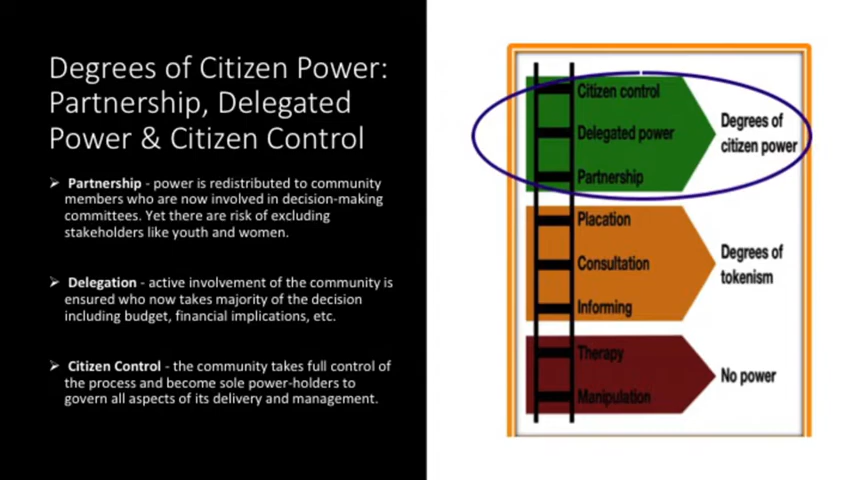 Degrees of Citizen Power:
Partnership, Delegated
Power & Citizen Control
Partnership - power is redistributed to community
members who are now involved in decision-making
committees. Yet there are risk of excluding
stakeholders like youth and women.
Delegation - active involvement of the community is
ensured who now takes majority of the decision
including budget, financial implications, etc.
Citizen Control - the community takes full control of
the process and become sole power-holders to
govern all aspects of its delivery and management.
Citizen control
Delegated power
Partnership
Degrees of
citizen power
Placation
Consultation
Informing
Degrees of
tokenism
Therapy
Manipulation
No power